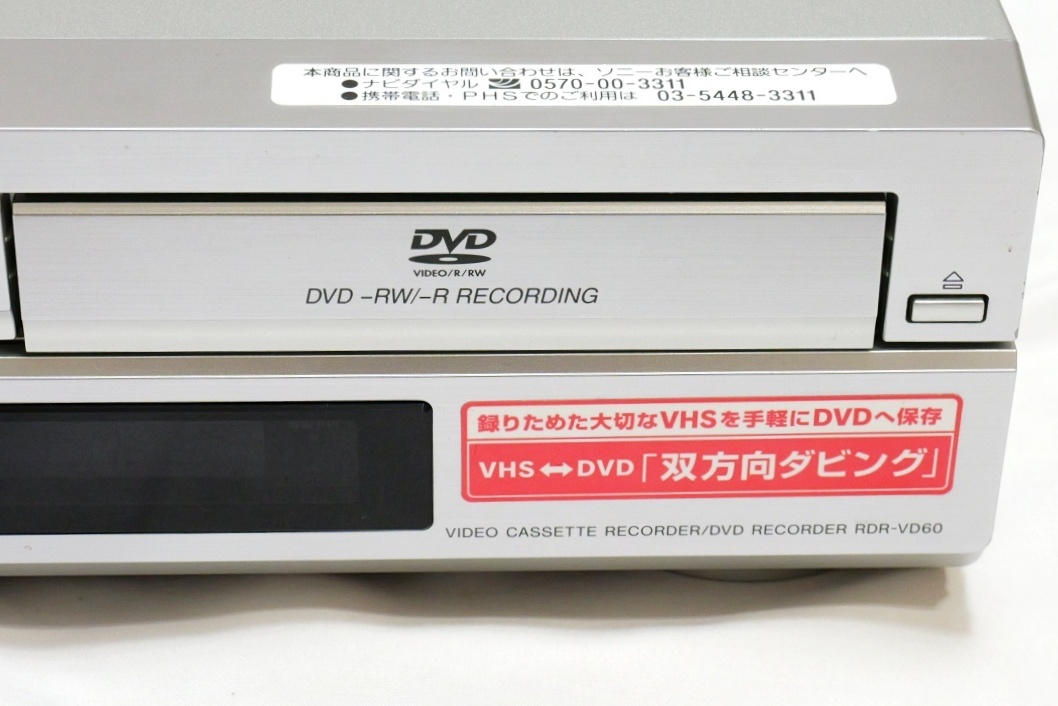 本商品に関するお問い合わせは、ソニーお客様ご相談センターへ
●ナビダイヤル 0570-00-3311
●携帯電話・PHSでのご利用は 03-5448-3311
DVD
VIDEO/R/RW
DVD –RW/–R RECORDING
録りためた大切なVHSを手軽にDVDへ保存
VHS⬌DVD「双方向ダビング」
VIDEO CASSETTE RECORDER/DVD RECORDER RDR-VD60